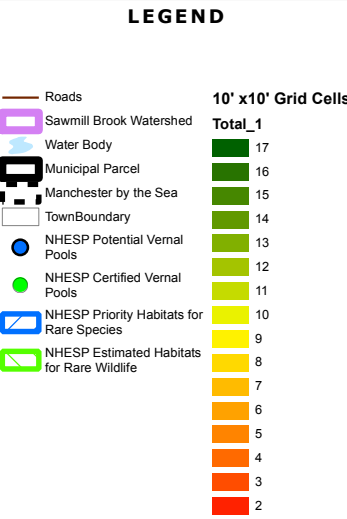 LEGEND
Roads
Sawmill Brook Watershed
Water Body
Municipal Parcel
Manchester by the Sea
TownBoundary
NHESP Potential Vernal
Pools
NHESP Certified Vernal
Pools
NHESP Priority Habitats for
Rare Species
NHESP Estimated Habitats
for Rare Wildlife
10' x10' Grid Cells
Total_1
17
16
15
14
13
12
11
10
9
8
7
6
5
4
3
2